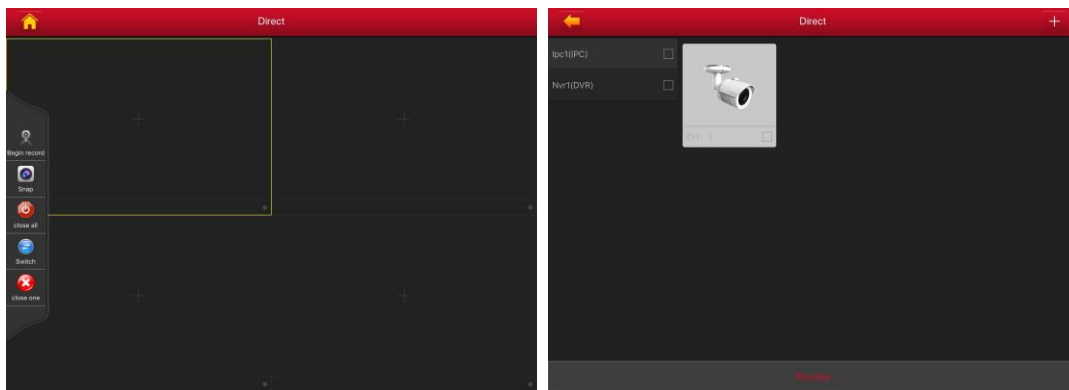 Direct
Begin record
Snap
close all
Switch
close one
Direct
Ipc1(IPC)
Nvr1(DVR)
CH: 1